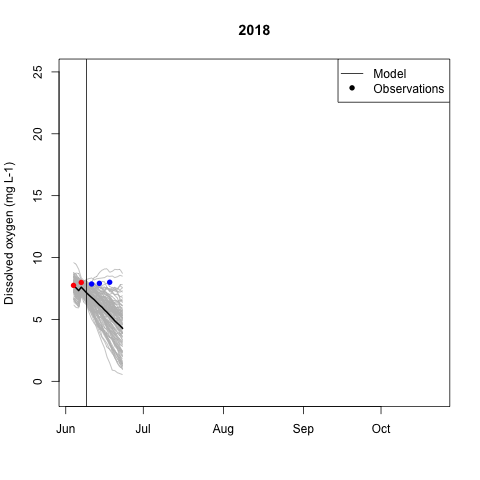 2018
Model
Observations
Dissolved oxygen (mg L-1)
25
20
15
10
5
0
Jun
Jul
Aug
Sep
Oct